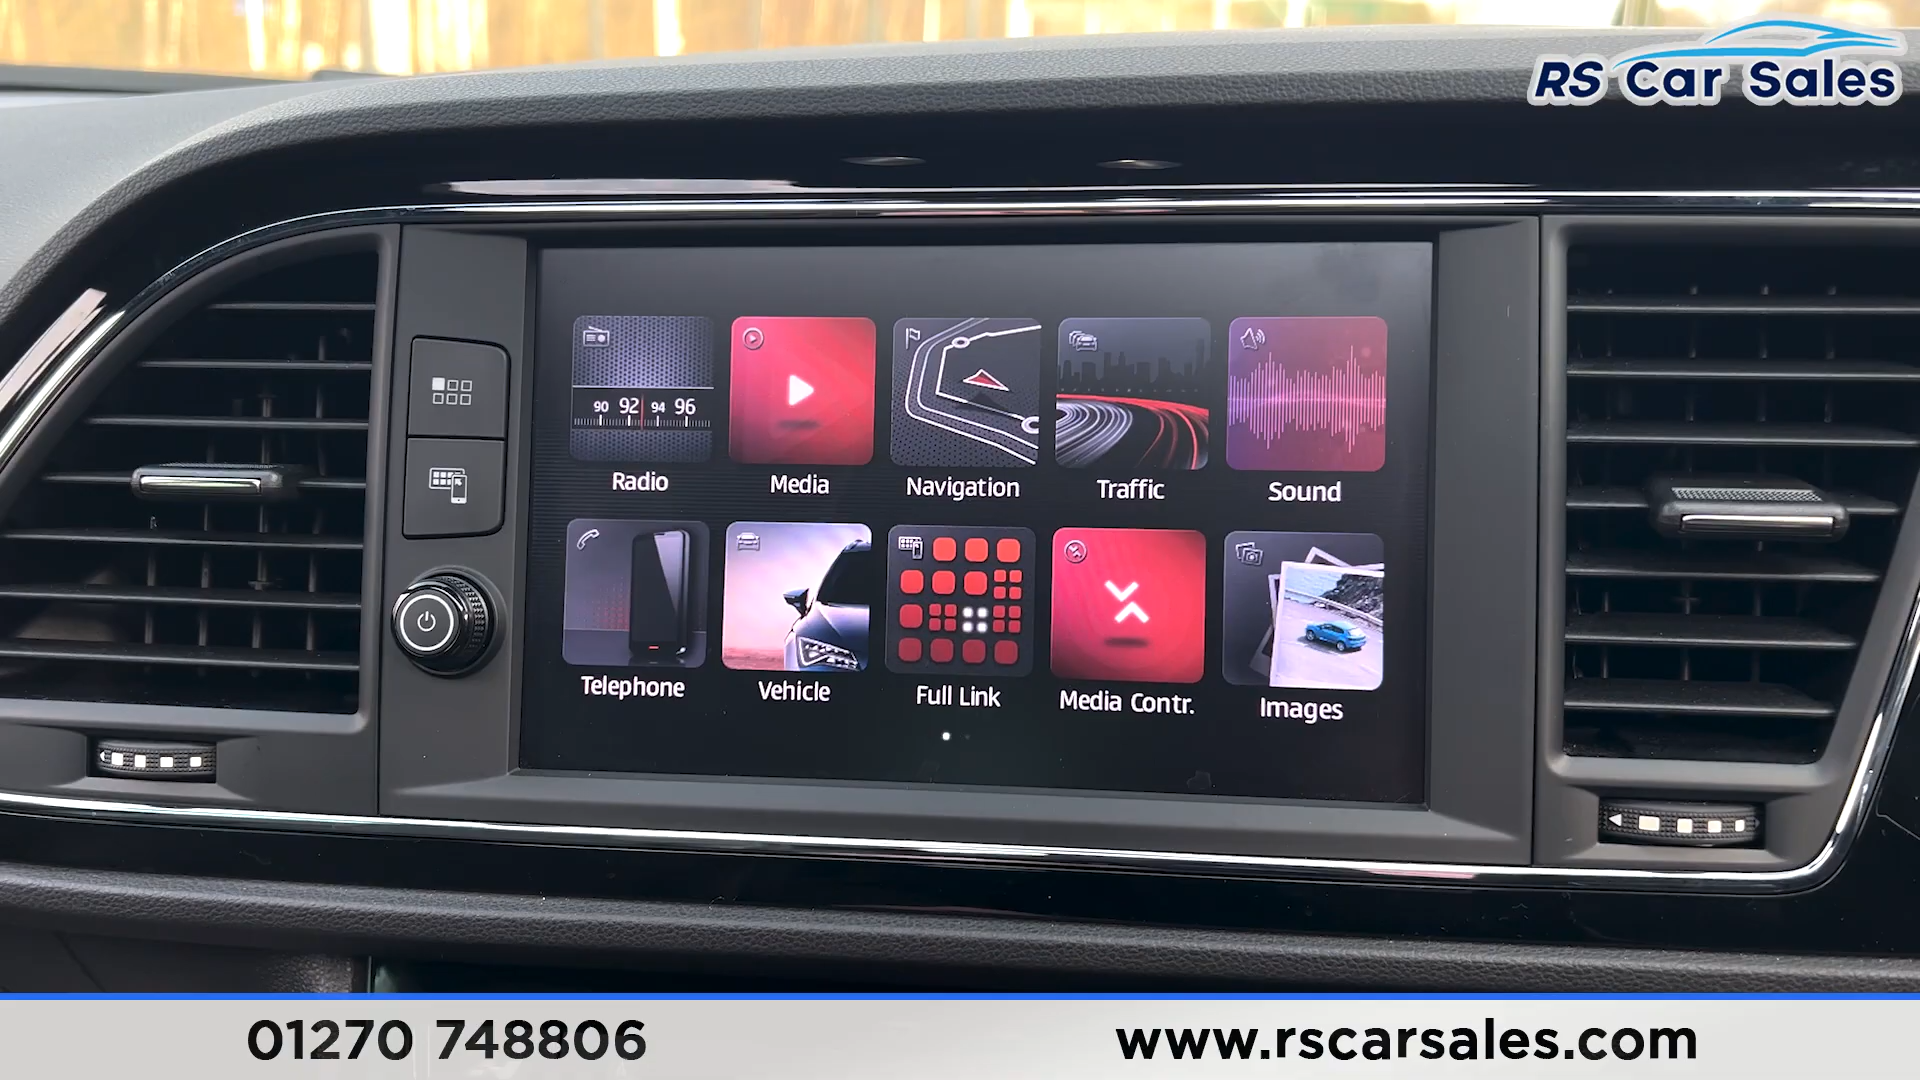 RS Car Sales
90 92 94 96
Radio
Media
Navigation
Traffic
Sound
Telephone
Vehicle
Full Link
Media Contr.
Images
01270 748806
www.rscarsales.com